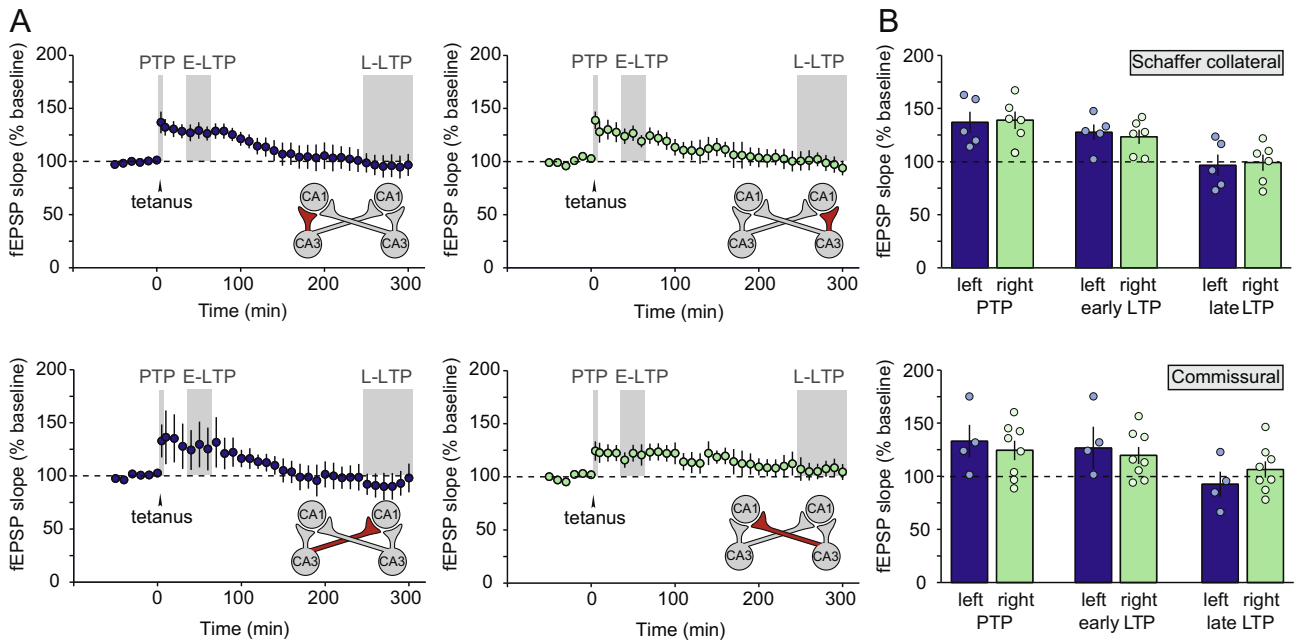 A
fEPSP slope (% baseline)
200
150
100
50
0
PTP E-LTP L-LTP
tetanus
CA1 CA1
CA3 CA3
0 100 200 300
Time (min)
fEPSP slope (% baseline)
200
150
100
50
0
PTP E-LTP L-LTP
tetanus
CA1 CA1
CA3 CA3
0 100 200 300
Time (min)
B
fEPSP slope (% baseline)
200
150
100
50
0
Schaffer collateral
left right left right left right
PTP early LTP late LTP
fEPSP slope (% baseline)
200
150
100
50
0
PTP E-LTP L-LTP
tetanus
CA1 CA1
CA3 CA3
0 100 200 300
Time (min)
fEPSP slope (% baseline)
200
150
100
50
0
PTP E-LTP L-LTP
tetanus
CA1 CA1
CA3 CA3
0 100 200 300
Time (min)
fEPSP slope (% baseline)
200
150
100
50
0
Commissural
left right left right left right
PTP early LTP late LTP